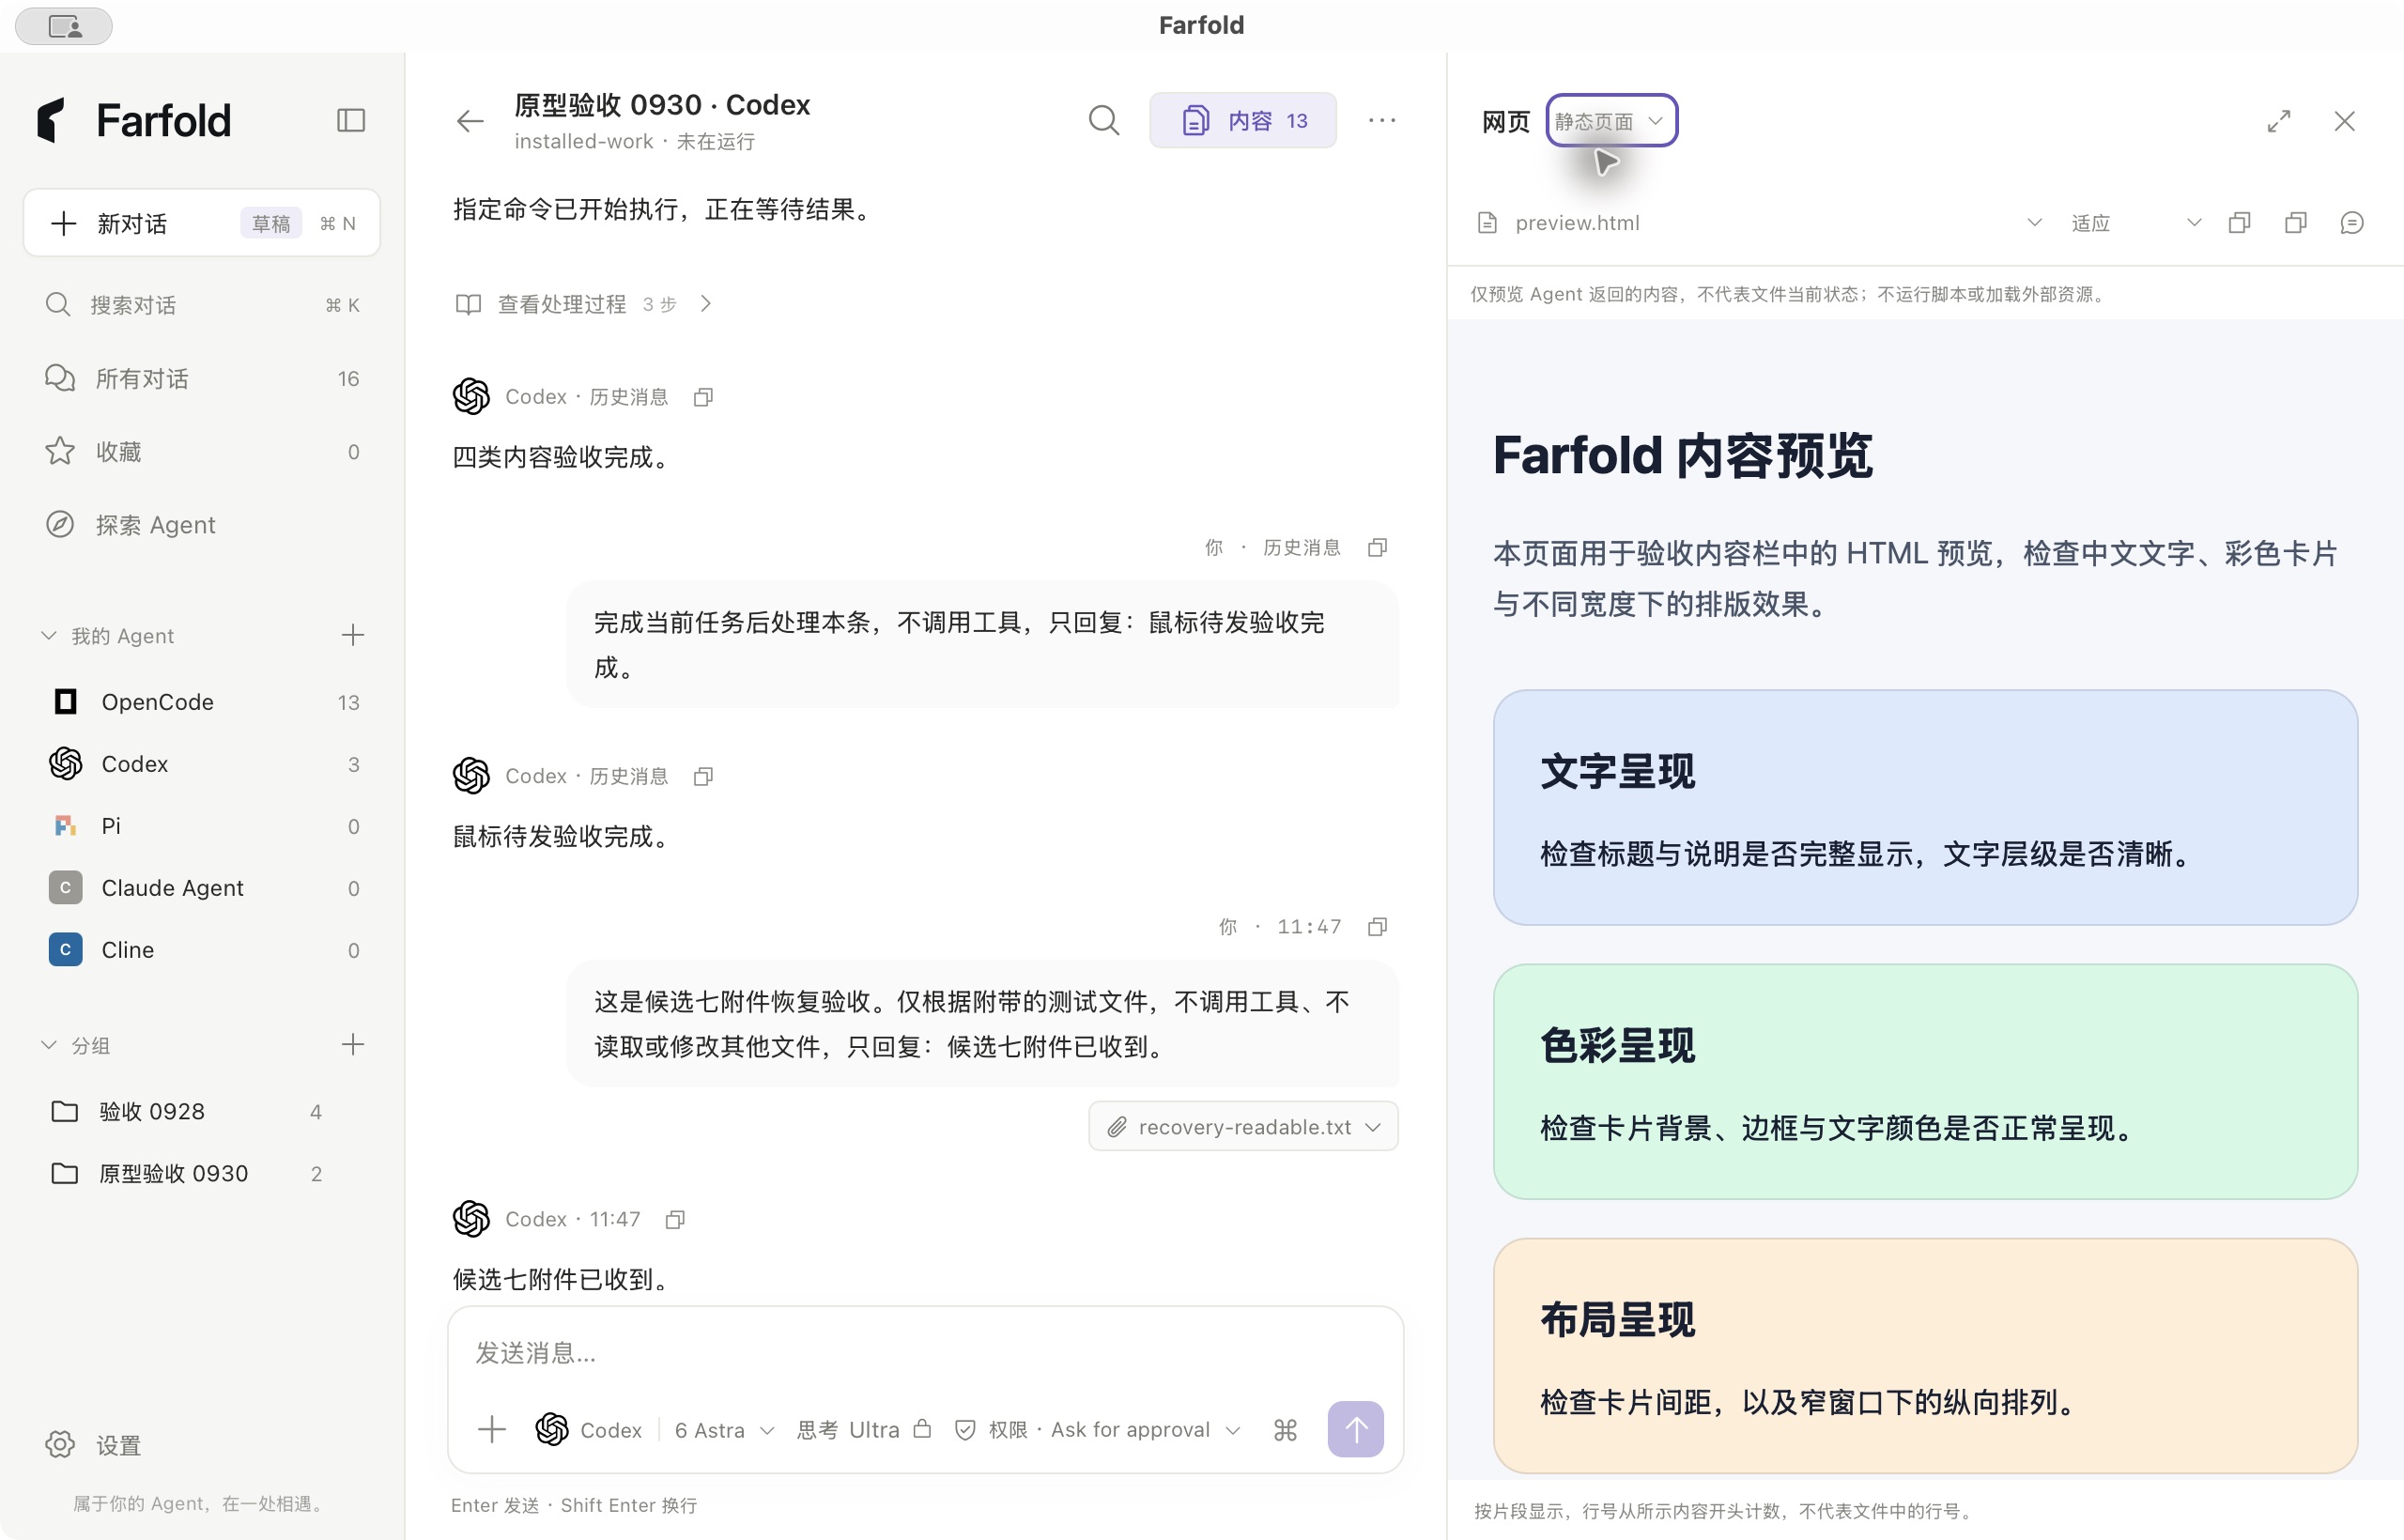 Farfold
Farfold
新对话 草稿 ⌘ N
搜索对话 ⌘ K
所有对话 16
收藏 0
探索 Agent
我的 Agent
OpenCode 13
Codex 3
Pi 0
C Claude Agent 0
C Cline 0
分组
验收 0928 4
原型验收 0930 2
设置
属于你的 Agent，在一处相遇。
原型验收 0930 · Codex
installed-work · 未在运行
内容 13
指定命令已开始执行，正在等待结果。
查看处理过程 3 步
Codex · 历史消息
四类内容验收完成。
你 · 历史消息
完成当前任务后处理本条，不调用工具，只回复：鼠标待发验收完
成。
Codex · 历史消息
鼠标待发验收完成。
你 · 11:47
这是候选七附件恢复验收。仅根据附带的测试文件，不调用工具、不
读取或修改其他文件，只回复：候选七附件已收到。
recovery-readable.txt
Codex · 11:47
候选七附件已收到。
发送消息...
Codex 6 Astra 思考 Ultra 权限 · Ask for approval ⌘
Enter 发送 · Shift Enter 换行
网页 静态页面
preview.html 适应
仅预览 Agent 返回的内容，不代表文件当前状态；不运行脚本或加载外部资源。
Farfold 内容预览
本页面用于验收内容栏中的 HTML 预览，检查中文文字、彩色卡片
与不同宽度下的排版效果。
文字呈现
检查标题与说明是否完整显示，文字层级是否清晰。
色彩呈现
检查卡片背景、边框与文字颜色是否正常呈现。
布局呈现
检查卡片间距，以及窄窗口下的纵向排列。
按片段显示，行号从所示内容开头计数，不代表文件中的行号。